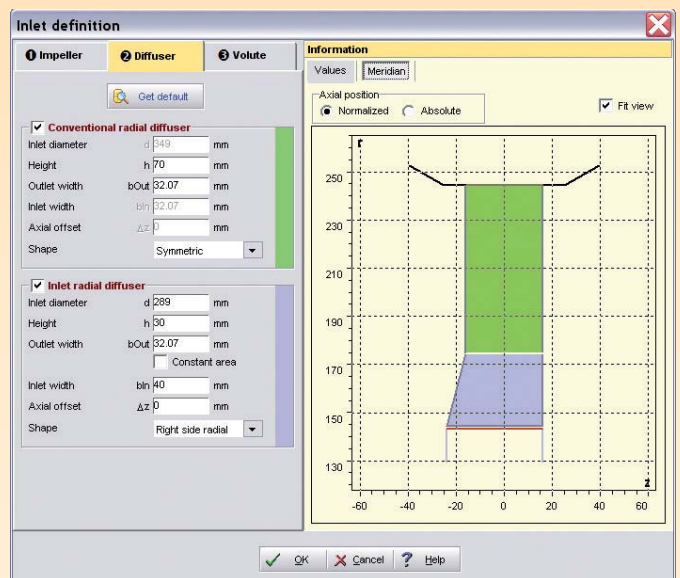 Inlet definition
❶ Impeller
❷ Diffuser
❸ Volute
Get default
Conventional radial diffuser
Inlet diameter d 349 mm
Height h 70 mm
Outlet width bOut 32.07 mm
Inlet width bIn 32.07 mm
Axial offset Δz 0 mm
Shape Symmetric
Inlet radial diffuser
Inlet diameter d 289 mm
Height h 30 mm
Outlet width bOut 32.07 mm
Constant area
Inlet width bIn 40 mm
Axial offset Δz 0 mm
Shape Right side radial
Information
Values Meridian
Axial position
Normalized Absolute
Fit view
r
250
230
210
190
170
150
130
z
-60 -40 -20 0 20 40 60
OK Cancel ? Help